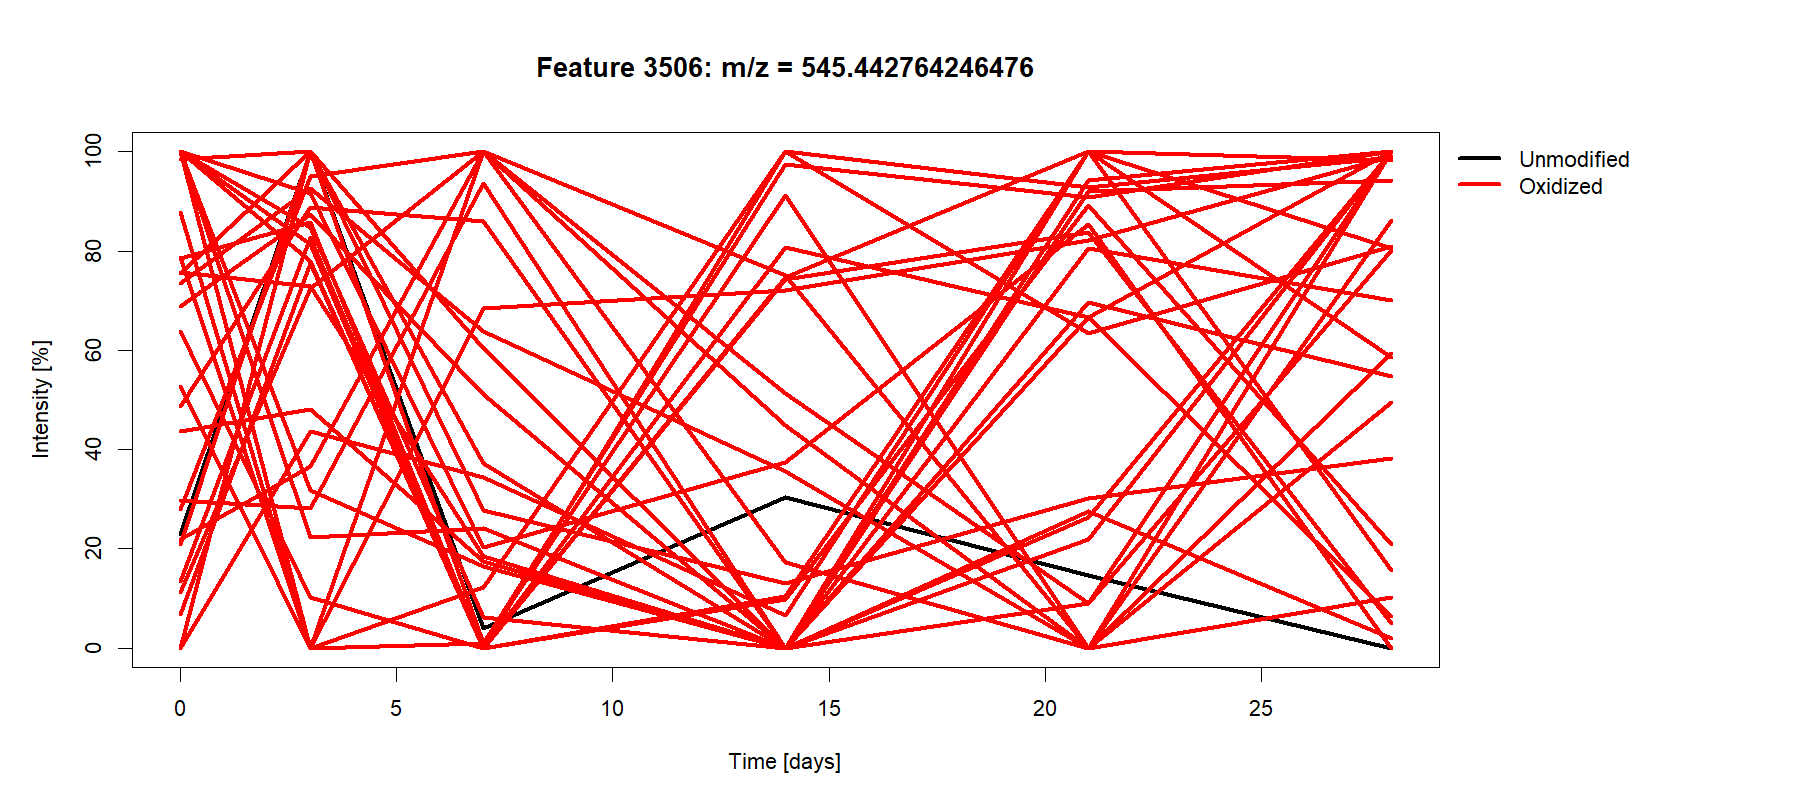 Feature 3506: m/z = 545.442764246476
Unmodified
Oxidized
Intensity [%]
100
80
60
40
20
0
0 5 10 15 20 25
Time [days]